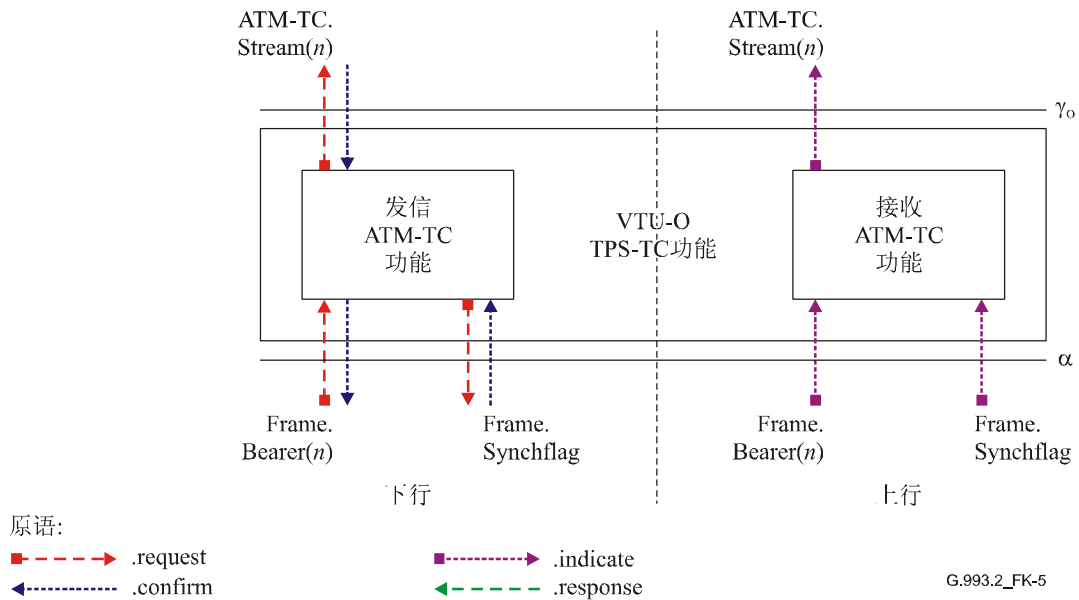 ATM-TC.
Stream(n)
ATM-TC.
Stream(n)
γO
发信
ATM-TC
功能
VTU-O
TPS-TC功能
接收
ATM-TC
功能
α
Frame.
Bearer(n)
Frame.
Synchflag
Frame.
Bearer(n)
Frame.
Synchflag
下行
上行
原语:
.request
.indicate
.confirm
.response
G.993.2_FK-5